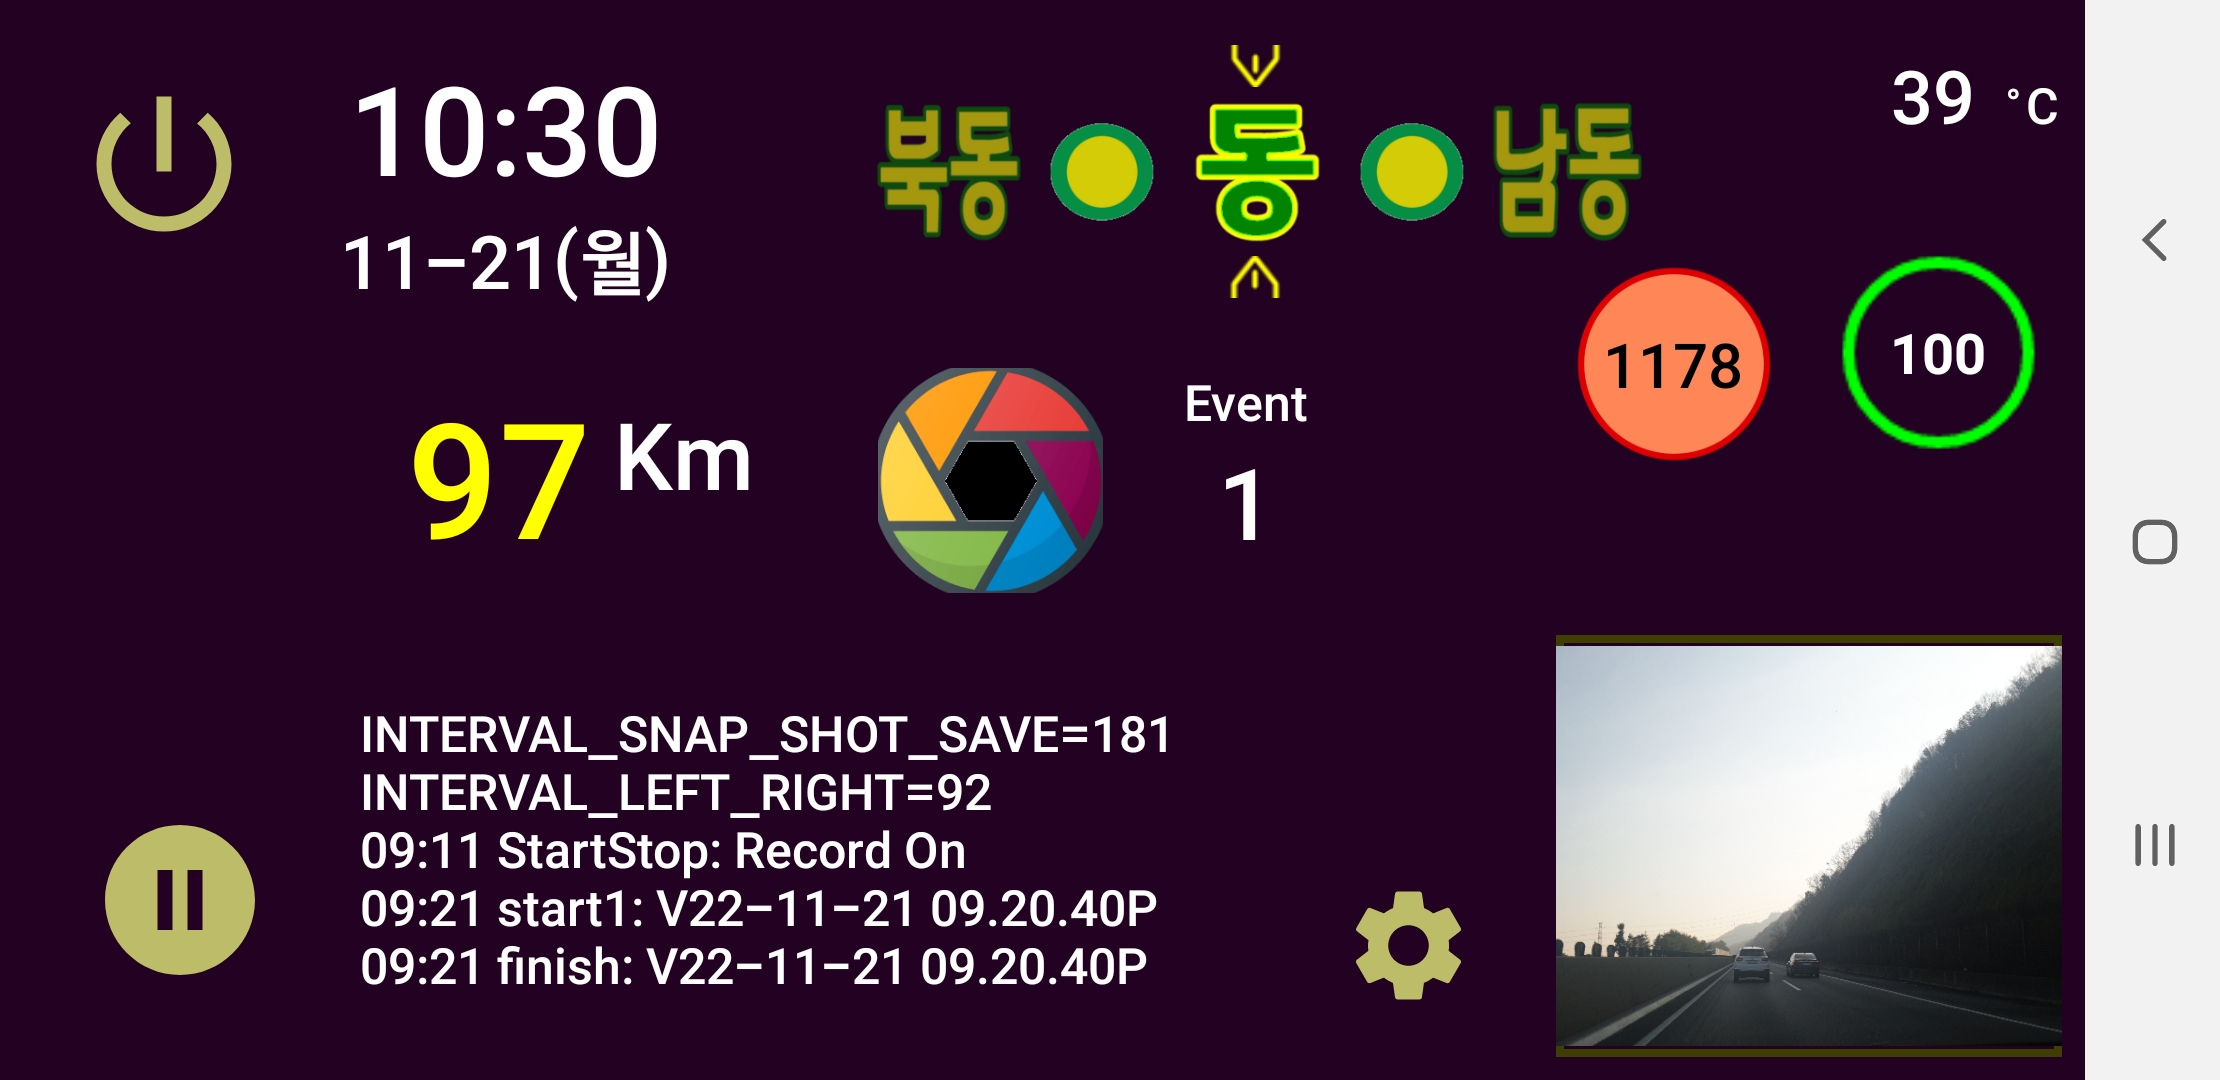 10:30
11-21(월)
북동 동 남동
39 °C
1178
100
97 Km
Event
1
INTERVAL_SNAP_SHOT_SAVE=181
INTERVAL_LEFT_RIGHT=92
09:11 StartStop: Record On
09:21 start1: V22-11-21 09.20.40P
09:21 finish: V22-11-21 09.20.40P